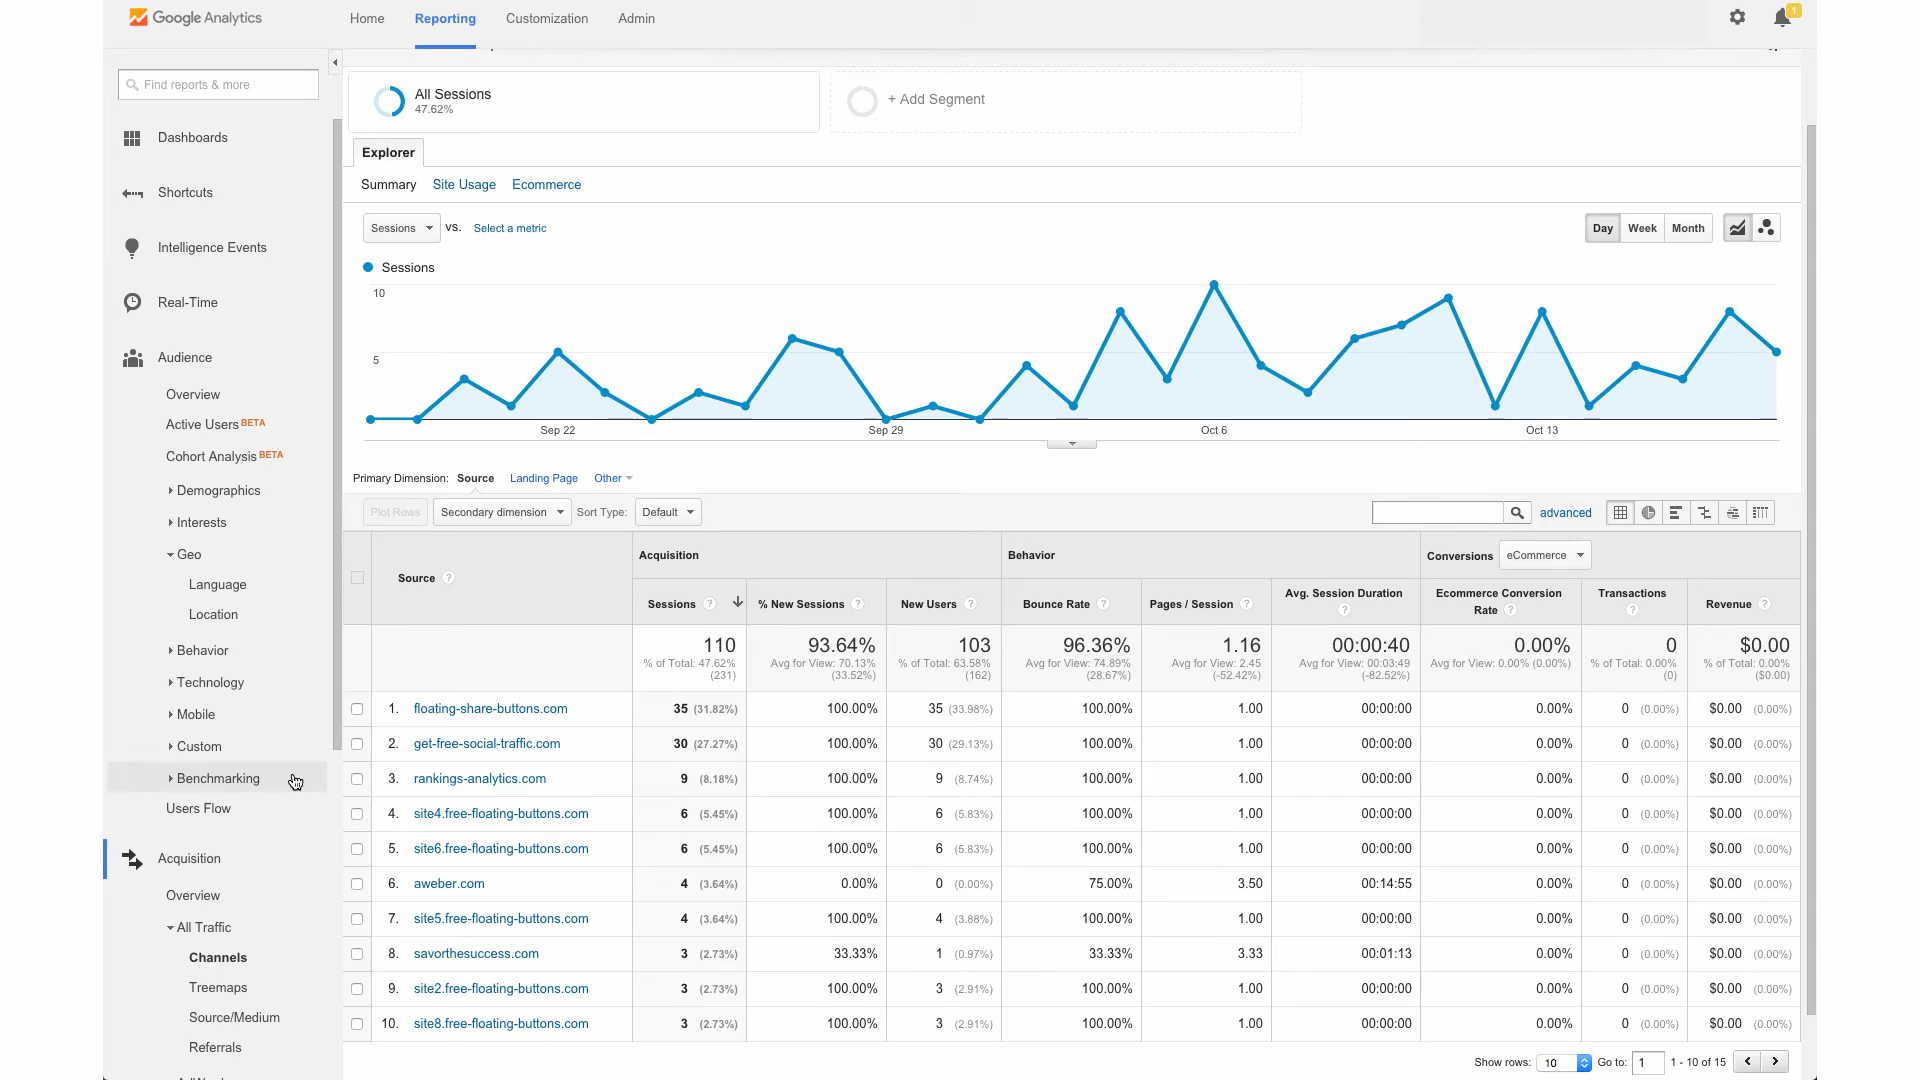 Google Analytics
Home Reporting Customization Admin
1
Find reports & more
Dashboards
Shortcuts
Intelligence Events
Real-Time
Audience
Overview
Active Users BETA
Cohort Analysis BETA
Demographics
Interests
Geo
Language
Location
Behavior
Technology
Mobile
Custom
Benchmarking
Users Flow
Acquisition
Overview
All Traffic
Channels
Treemaps
Source/Medium
Referrals
All Sessions
47.62%
+ Add Segment
Explorer
Summary Site Usage Ecommerce
Sessions vs. Select a metric
Day Week Month
Sessions
10
5
Sep 22 Sep 29 Oct 6 Oct 13
Primary Dimension: Source Landing Page Other
Plot Rows Secondary dimension Sort Type: Default advanced
Source ? Acquisition Behavior Conversions eCommerce
Sessions ? % New Sessions ? New Users ? Bounce Rate ? Pages / Session ? Avg. Session Duration ? Ecommerce Conversion Rate ? Transactions ? Revenue ?
110 93.64% 103 96.36% 1.16 00:00:40 0.00% 0 $0.00
% of Total: 47.62% Avg for View: 70.13% % of Total: 63.58% Avg for View: 74.89% Avg for View: 2.45 Avg for View: 00:03:49 Avg for View: 0.00% (0.00%) % of Total: 0.00% % of Total: 0.00%
(231) (33.52%) (162) (28.67%) (-52.42%) (-82.52%) (0) ($0.00)
1. floating-share-buttons.com 35 (31.82%) 100.00% 35 (33.98%) 100.00% 1.00 00:00:00 0.00% 0 (0.00%) $0.00 (0.00%)
2. get-free-social-traffic.com 30 (27.27%) 100.00% 30 (29.13%) 100.00% 1.00 00:00:00 0.00% 0 (0.00%) $0.00 (0.00%)
3. rankings-analytics.com 9 (8.18%) 100.00% 9 (8.74%) 100.00% 1.00 00:00:00 0.00% 0 (0.00%) $0.00 (0.00%)
4. site4.free-floating-buttons.com 6 (5.45%) 100.00% 6 (5.83%) 100.00% 1.00 00:00:00 0.00% 0 (0.00%) $0.00 (0.00%)
5. site6.free-floating-buttons.com 6 (5.45%) 100.00% 6 (5.83%) 100.00% 1.00 00:00:00 0.00% 0 (0.00%) $0.00 (0.00%)
6. aweber.com 4 (3.64%) 0.00% 0 (0.00%) 75.00% 3.50 00:14:55 0.00% 0 (0.00%) $0.00 (0.00%)
7. site5.free-floating-buttons.com 4 (3.64%) 100.00% 4 (3.88%) 100.00% 1.00 00:00:00 0.00% 0 (0.00%) $0.00 (0.00%)
8. savorthesuccess.com 3 (2.73%) 33.33% 1 (0.97%) 33.33% 3.33 00:01:13 0.00% 0 (0.00%) $0.00 (0.00%)
9. site2.free-floating-buttons.com 3 (2.73%) 100.00% 3 (2.91%) 100.00% 1.00 00:00:00 0.00% 0 (0.00%) $0.00 (0.00%)
10. site8.free-floating-buttons.com 3 (2.73%) 100.00% 3 (2.91%) 100.00% 1.00 00:00:00 0.00% 0 (0.00%) $0.00 (0.00%)
Show rows: 10 Go to: 1 1 - 10 of 15